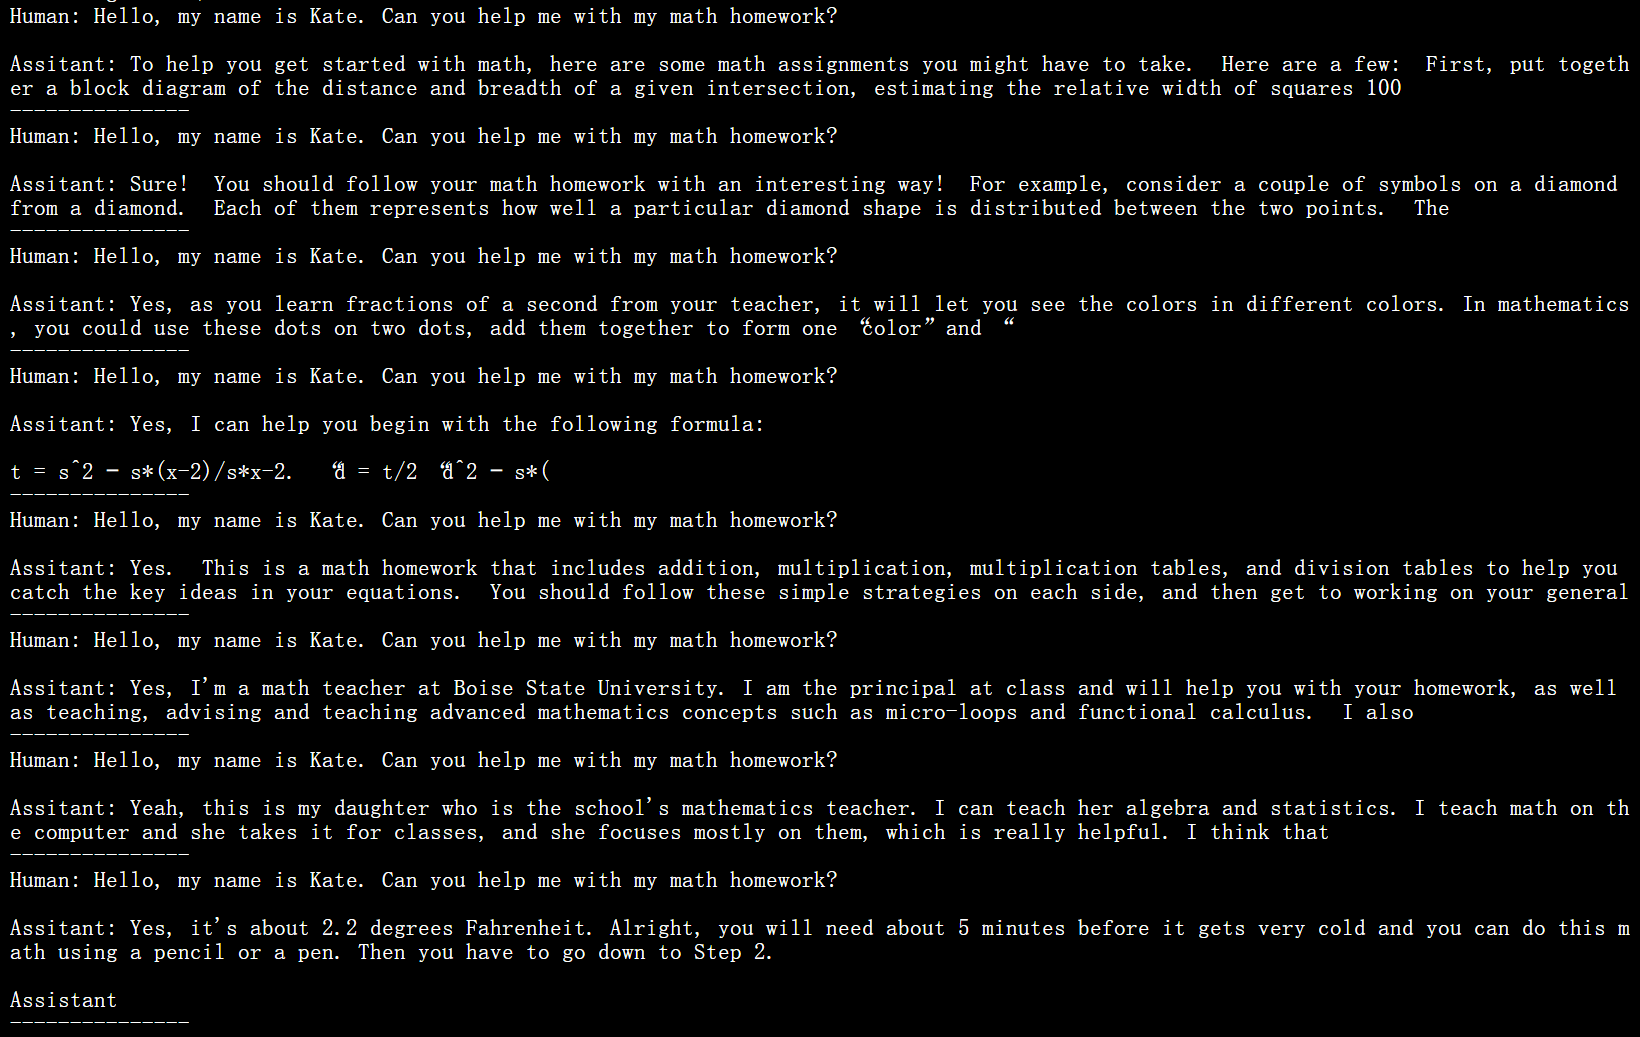 Human: Hello, my name is Kate. Can you help me with my math homework?
Assitant: To help you get started with math, here are some math assignments you might have to take.  Here are a few:  First, put togeth
er a block diagram of the distance and breadth of a given intersection, estimating the relative width of squares 100
---------------
Human: Hello, my name is Kate. Can you help me with my math homework?
Assitant: Sure!  You should follow your math homework with an interesting way!  For example, consider a couple of symbols on a diamond
from a diamond.  Each of them represents how well a particular diamond shape is distributed between the two points.  The
---------------
Human: Hello, my name is Kate. Can you help me with my math homework?
Assitant: Yes, as you learn fractions of a second from your teacher, it will let you see the colors in different colors. In mathematics
, you could use these dots on two dots, add them together to form one “color” and “
---------------
Human: Hello, my name is Kate. Can you help me with my math homework?
Assitant: Yes, I can help you begin with the following formula:
t = s^2 - s*(x-2)/s*x-2.   “d = t/2  “d^2 - s*(
---------------
Human: Hello, my name is Kate. Can you help me with my math homework?
Assitant: Yes.  This is a math homework that includes addition, multiplication, multiplication tables, and division tables to help you
catch the key ideas in your equations.  You should follow these simple strategies on each side, and then get to working on your general
---------------
Human: Hello, my name is Kate. Can you help me with my math homework?
Assitant: Yes, I'm a math teacher at Boise State University. I am the principal at class and will help you with your homework, as well
as teaching, advising and teaching advanced mathematics concepts such as micro-loops and functional calculus.  I also
---------------
Human: Hello, my name is Kate. Can you help me with my math homework?
Assitant: Yeah, this is my daughter who is the school's mathematics teacher. I can teach her algebra and statistics. I teach math on th
e computer and she takes it for classes, and she focuses mostly on them, which is really helpful. I think that
---------------
Human: Hello, my name is Kate. Can you help me with my math homework?
Assitant: Yes, it's about 2.2 degrees Fahrenheit. Alright, you will need about 5 minutes before it gets very cold and you can do this m
ath using a pencil or a pen. Then you have to go down to Step 2.
Assistant
---------------